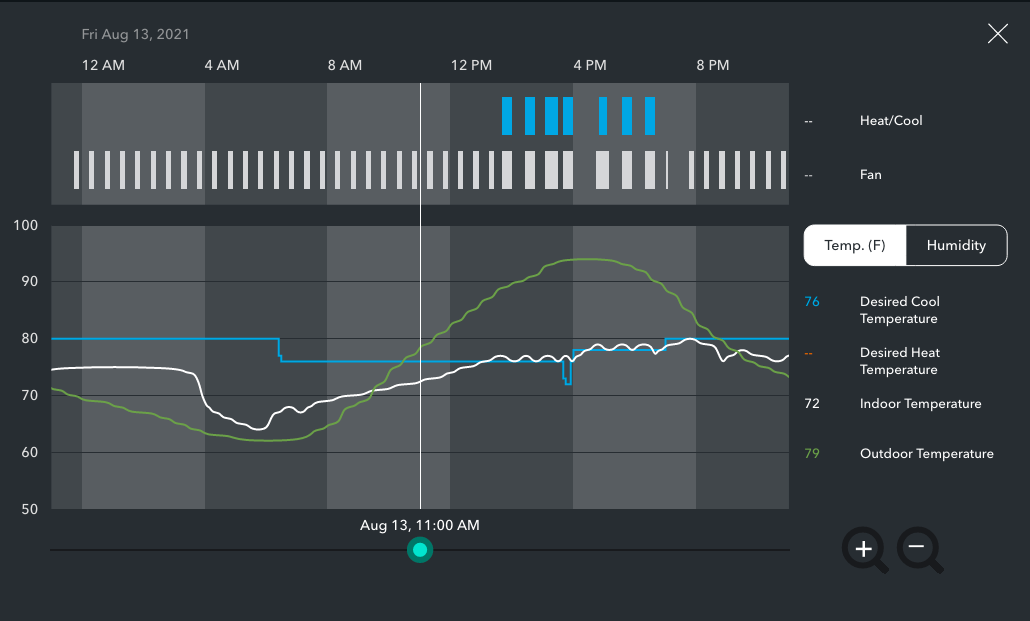 Fri Aug 13, 2021
12 AM 4 AM 8 AM 12 PM 4 PM 8 PM
-- Heat/Cool
-- Fan
100
90
80
70
60
50
Temp. (F) Humidity
76 Desired Cool
Temperature
-- Desired Heat
Temperature
72 Indoor Temperature
79 Outdoor Temperature
Aug 13, 11:00 AM